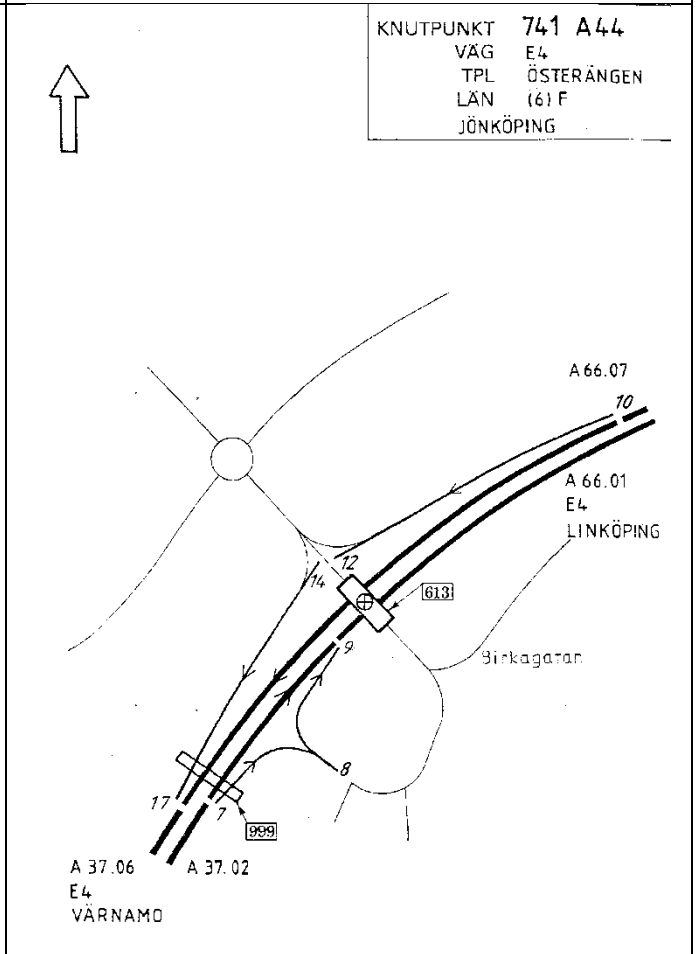 KNUTPUNKT 741 A44
VÄG E4
TPL ÖSTERÄNGEN
LÄN (6) F
JÖNKÖPING
A 66.07
10
A 66.01
E4
LINKÖPING
12
14
613
9
Birkagatan
8
17
7
999
A 37.06 A 37.02
E4
VÄRNAMO